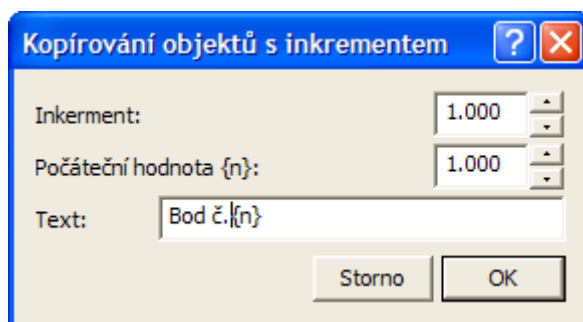 Kopírování objektů s inkrementem
Inkerment: 1.000
Počáteční hodnota {n}: 1.000
Text: Bod č.{n}
Storno OK